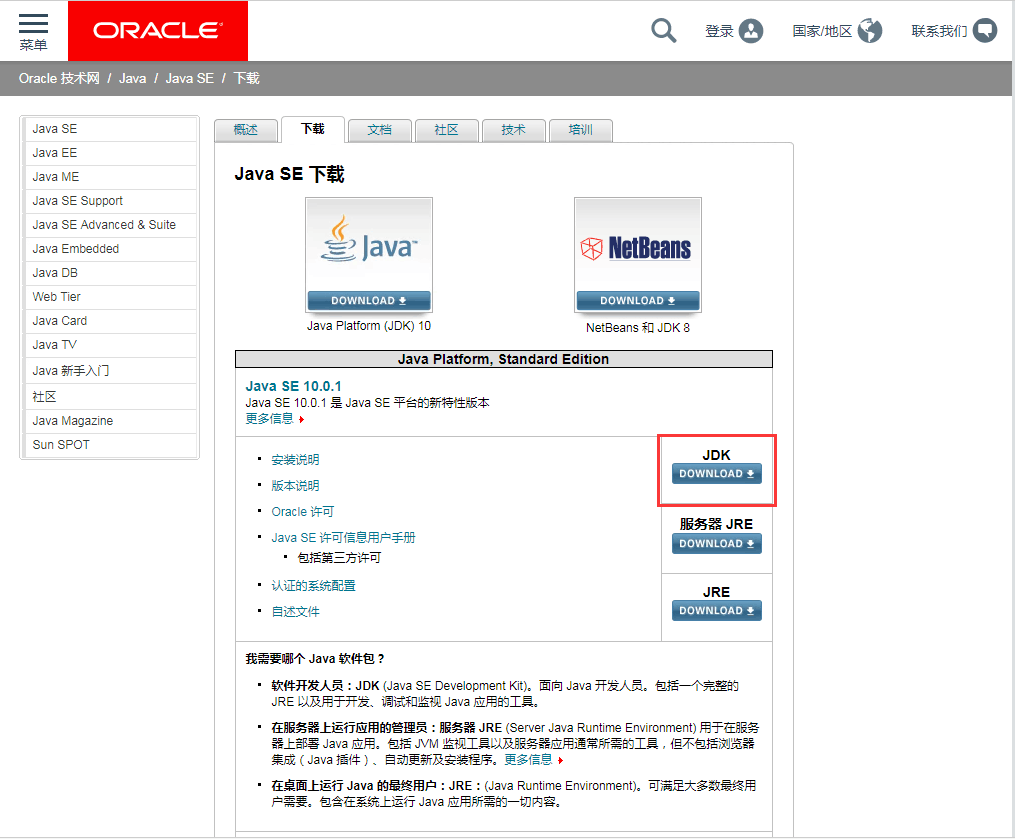 菜单
ORACLE
登录
国家/地区
联系我们
Oracle 技术网 / Java / Java SE / 下载
Java SE
Java EE
Java ME
Java SE Support
Java SE Advanced & Suite
Java Embedded
Java DB
Web Tier
Java Card
Java TV
Java 新手入门
社区
Java Magazine
Sun SPOT
概述
下载
文档
社区
技术
培训
Java SE 下载
Java™
DOWNLOAD
Java Platform (JDK) 10
NetBeans
DOWNLOAD
NetBeans 和 JDK 8
Java Platform, Standard Edition
Java SE 10.0.1
Java SE 10.0.1 是 Java SE 平台的新特性版本
更多信息
安装说明
版本说明
Oracle 许可
Java SE 许可信息用户手册
包括第三方许可
认证的系统配置
自述文件
JDK
DOWNLOAD
服务器 JRE
DOWNLOAD
JRE
DOWNLOAD
我需要哪个 Java 软件包？
软件开发人员：JDK (Java SE Development Kit)。面向 Java 开发人员。包括一个完整的
JRE 以及用于开发、调试和监视 Java 应用的工具。
在服务器上运行应用的管理员：服务器 JRE (Server Java Runtime Environment) 用于在服务
器上部署 Java 应用。包括 JVM 监视工具以及服务器应用通常所需的工具，但不包括浏览器
集成（Java 插件）、自动更新及安装程序。更多信息
在桌面上运行 Java 的最终用户：JRE：(Java Runtime Environment)。可满足大多数最终用
户需要。包含在系统上运行 Java 应用所需的一切内容。